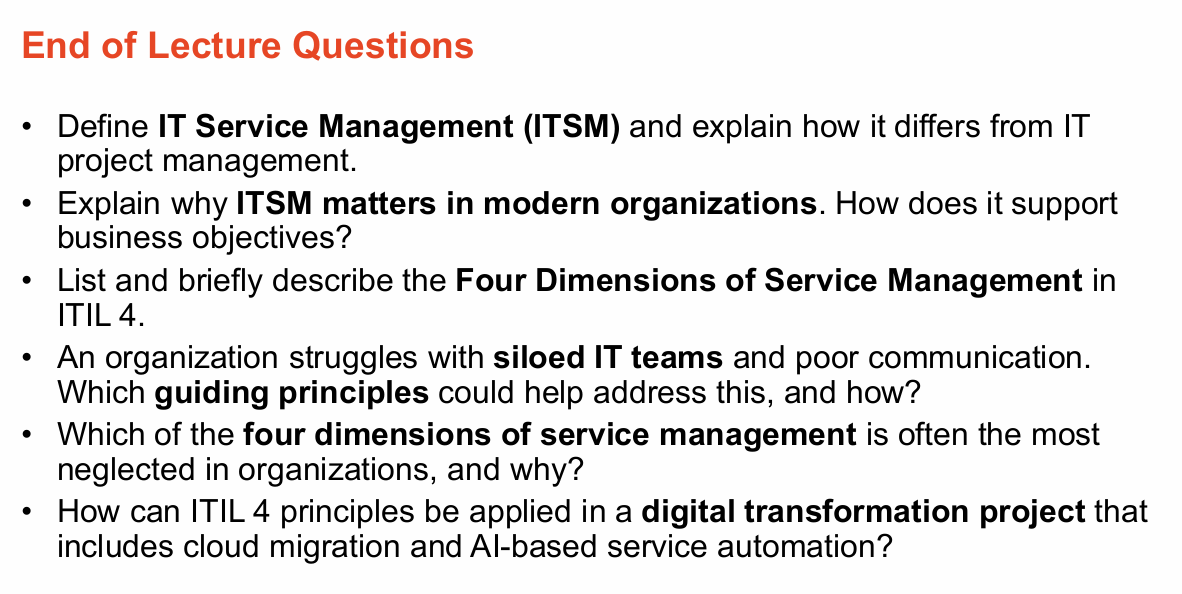 End of Lecture Questions
• Define IT Service Management (ITSM) and explain how it differs from IT
project management.
• Explain why ITSM matters in modern organizations. How does it support
business objectives?
• List and briefly describe the Four Dimensions of Service Management in
ITIL 4.
• An organization struggles with siloed IT teams and poor communication.
Which guiding principles could help address this, and how?
• Which of the four dimensions of service management is often the most
neglected in organizations, and why?
• How can ITIL 4 principles be applied in a digital transformation project that
includes cloud migration and AI-based service automation?